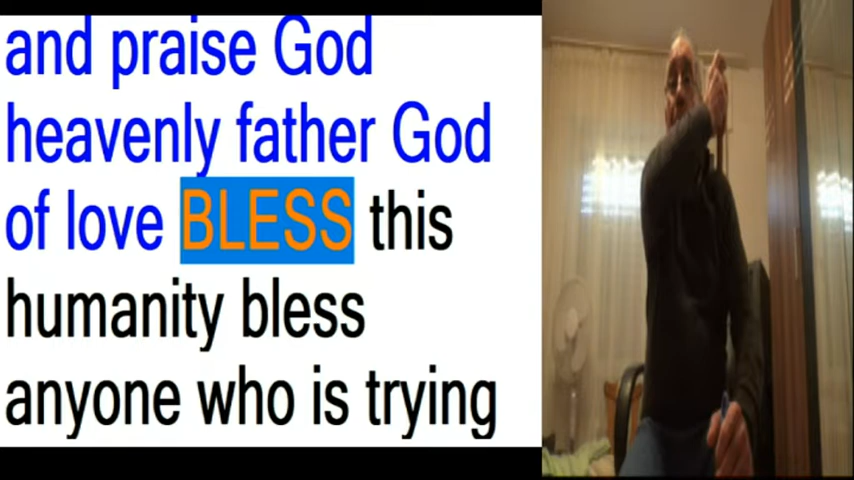 and praise God
heavenly father God
of love BLESS this
humanity bless
anyone who is trying